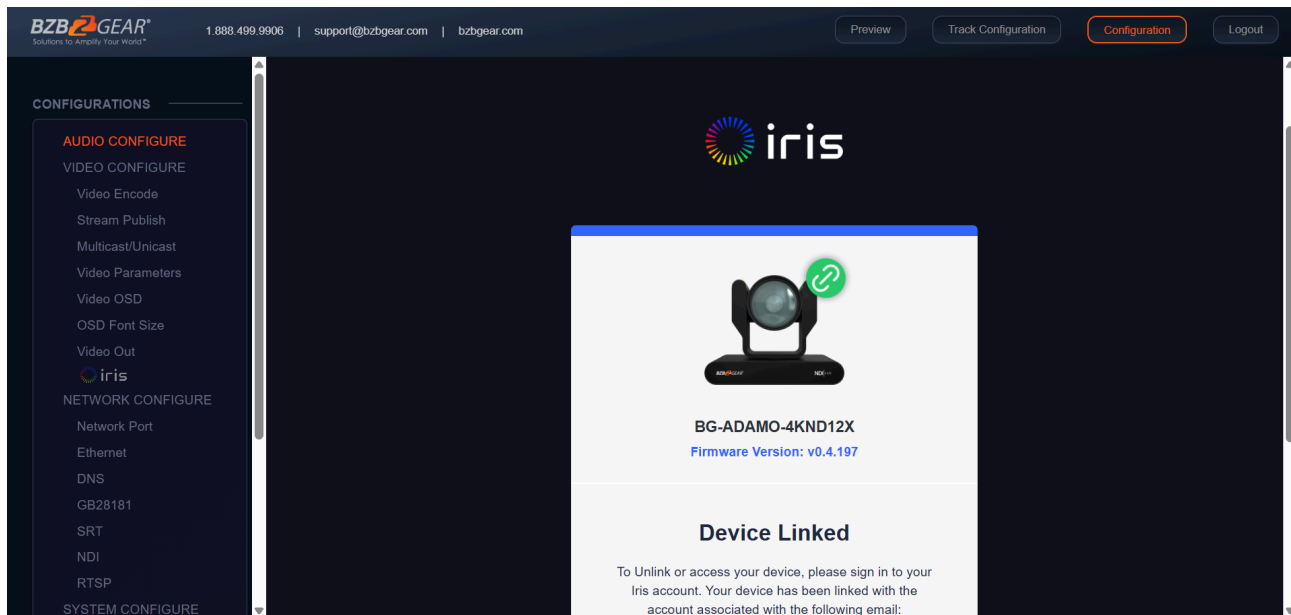 BZBGEAR®
Solutions to Amplify Your World™
1.888.499.9906 | support@bzbgear.com | bzbgear.com
Preview
Track Configuration
Configuration
Logout
CONFIGURATIONS
AUDIO CONFIGURE
VIDEO CONFIGURE
Video Encode
Stream Publish
Multicast/Unicast
Video Parameters
Video OSD
OSD Font Size
Video Out
iris
NETWORK CONFIGURE
Network Port
Ethernet
DNS
GB28181
SRT
NDI
RTSP
SYSTEM CONFIGURE
iris
BZBGEAR
NDI
BG-ADAMO-4KND12X
Firmware Version: v0.4.197
Device Linked
To Unlink or access your device, please sign in to your
Iris account. Your device has been linked with the
account associated with the following email: